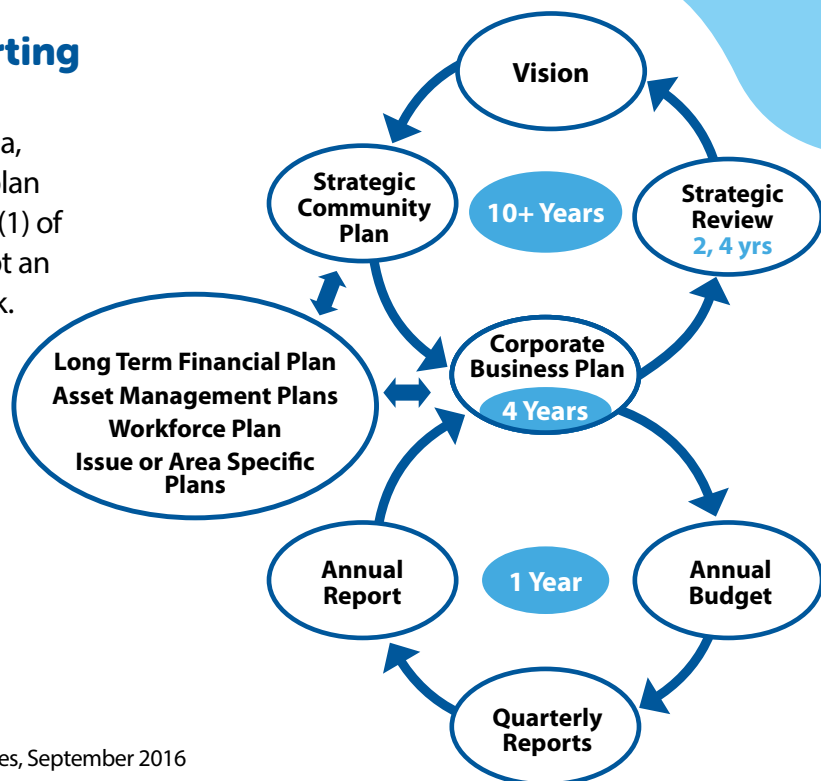 rting
a,
plan
(1) of
ot an
k.
Vision
Strategic
Community
Plan
10+ Years
Strategic
Review
2, 4 yrs
Long Term Financial Plan
Asset Management Plans
Workforce Plan
Issue or Area Specific
Plans
Corporate
Business Plan
4 Years
Annual
Report
1 Year
Annual
Budget
Quarterly
Reports
es, September 2016